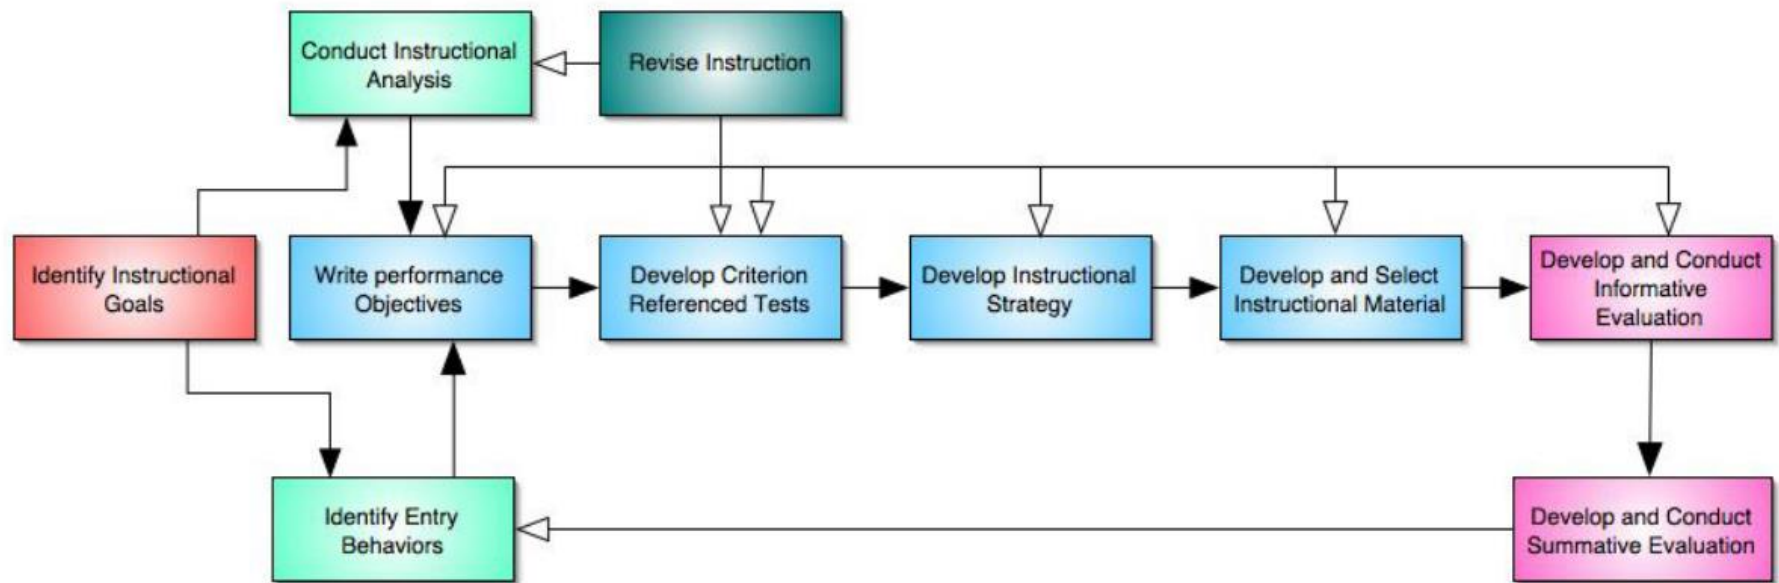 Conduct Instructional
Analysis
Revise Instruction
Identify Instructional
Goals
Write performance
Objectives
Develop Criterion
Referenced Tests
Develop Instructional
Strategy
Develop and Select
Instructional Material
Develop and Conduct
Informative
Evaluation
Identify Entry
Behaviors
Develop and Conduct
Summative Evaluation